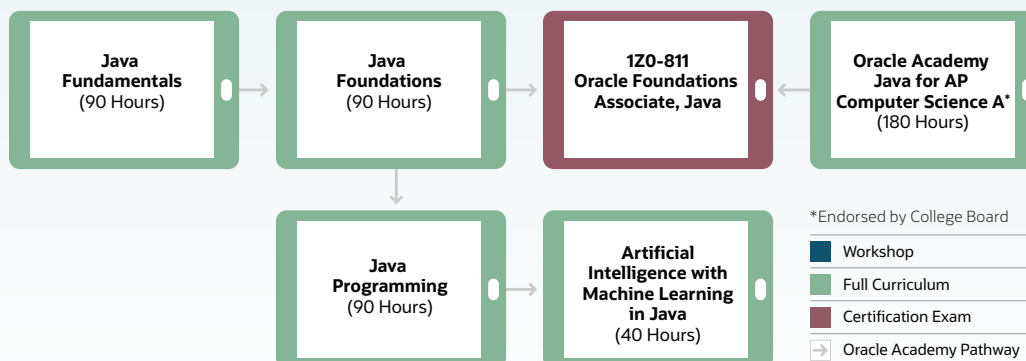 Java
Fundamentals
(90 Hours)
Java
Foundations
(90 Hours)
1Z0-811
Oracle Foundations
Associate, Java
Oracle Academy
Java for AP
Computer Science A*
(180 Hours)
Java
Programming
(90 Hours)
Artificial
Intelligence with
Machine Learning
in Java
(40 Hours)
*Endorsed by College Board
Workshop
Full Curriculum
Certification Exam
Oracle Academy Pathway